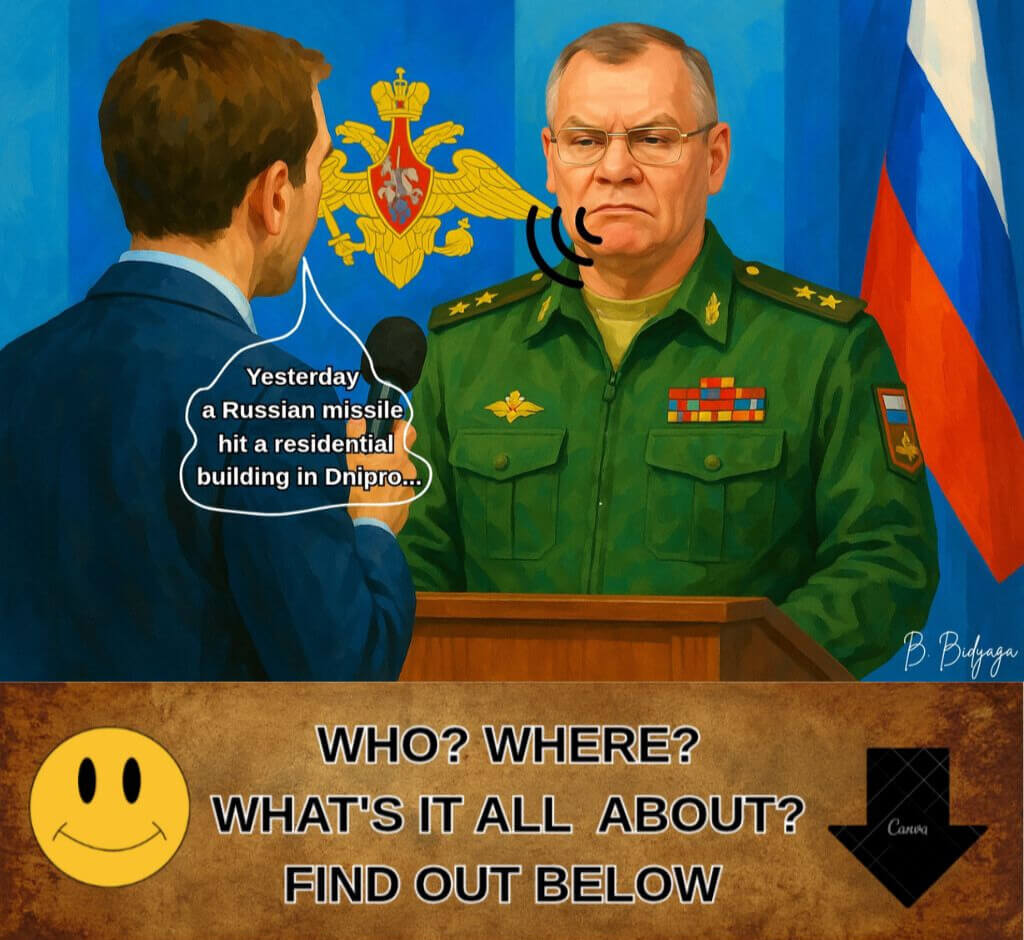 Yesterday
a Russian missile
hit a residential
building in Dnipro...
B. Bidyaga
WHO? WHERE?
WHAT'S IT ALL ABOUT?
FIND OUT BELOW
Canva